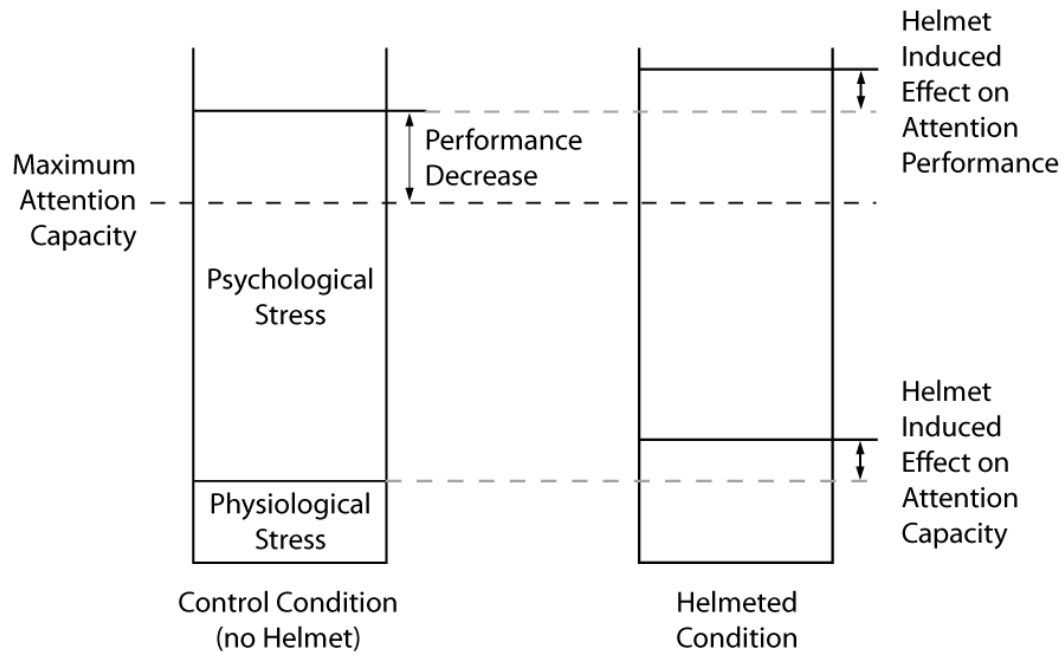 Helmet
Induced
Effect on
Attention
Performance
Performance
Decrease
Maximum
Attention
Capacity
Psychological
Stress
Helmet
Induced
Effect on
Attention
Capacity
Physiological
Stress
Control Condition
(no Helmet)
Helmeted
Condition